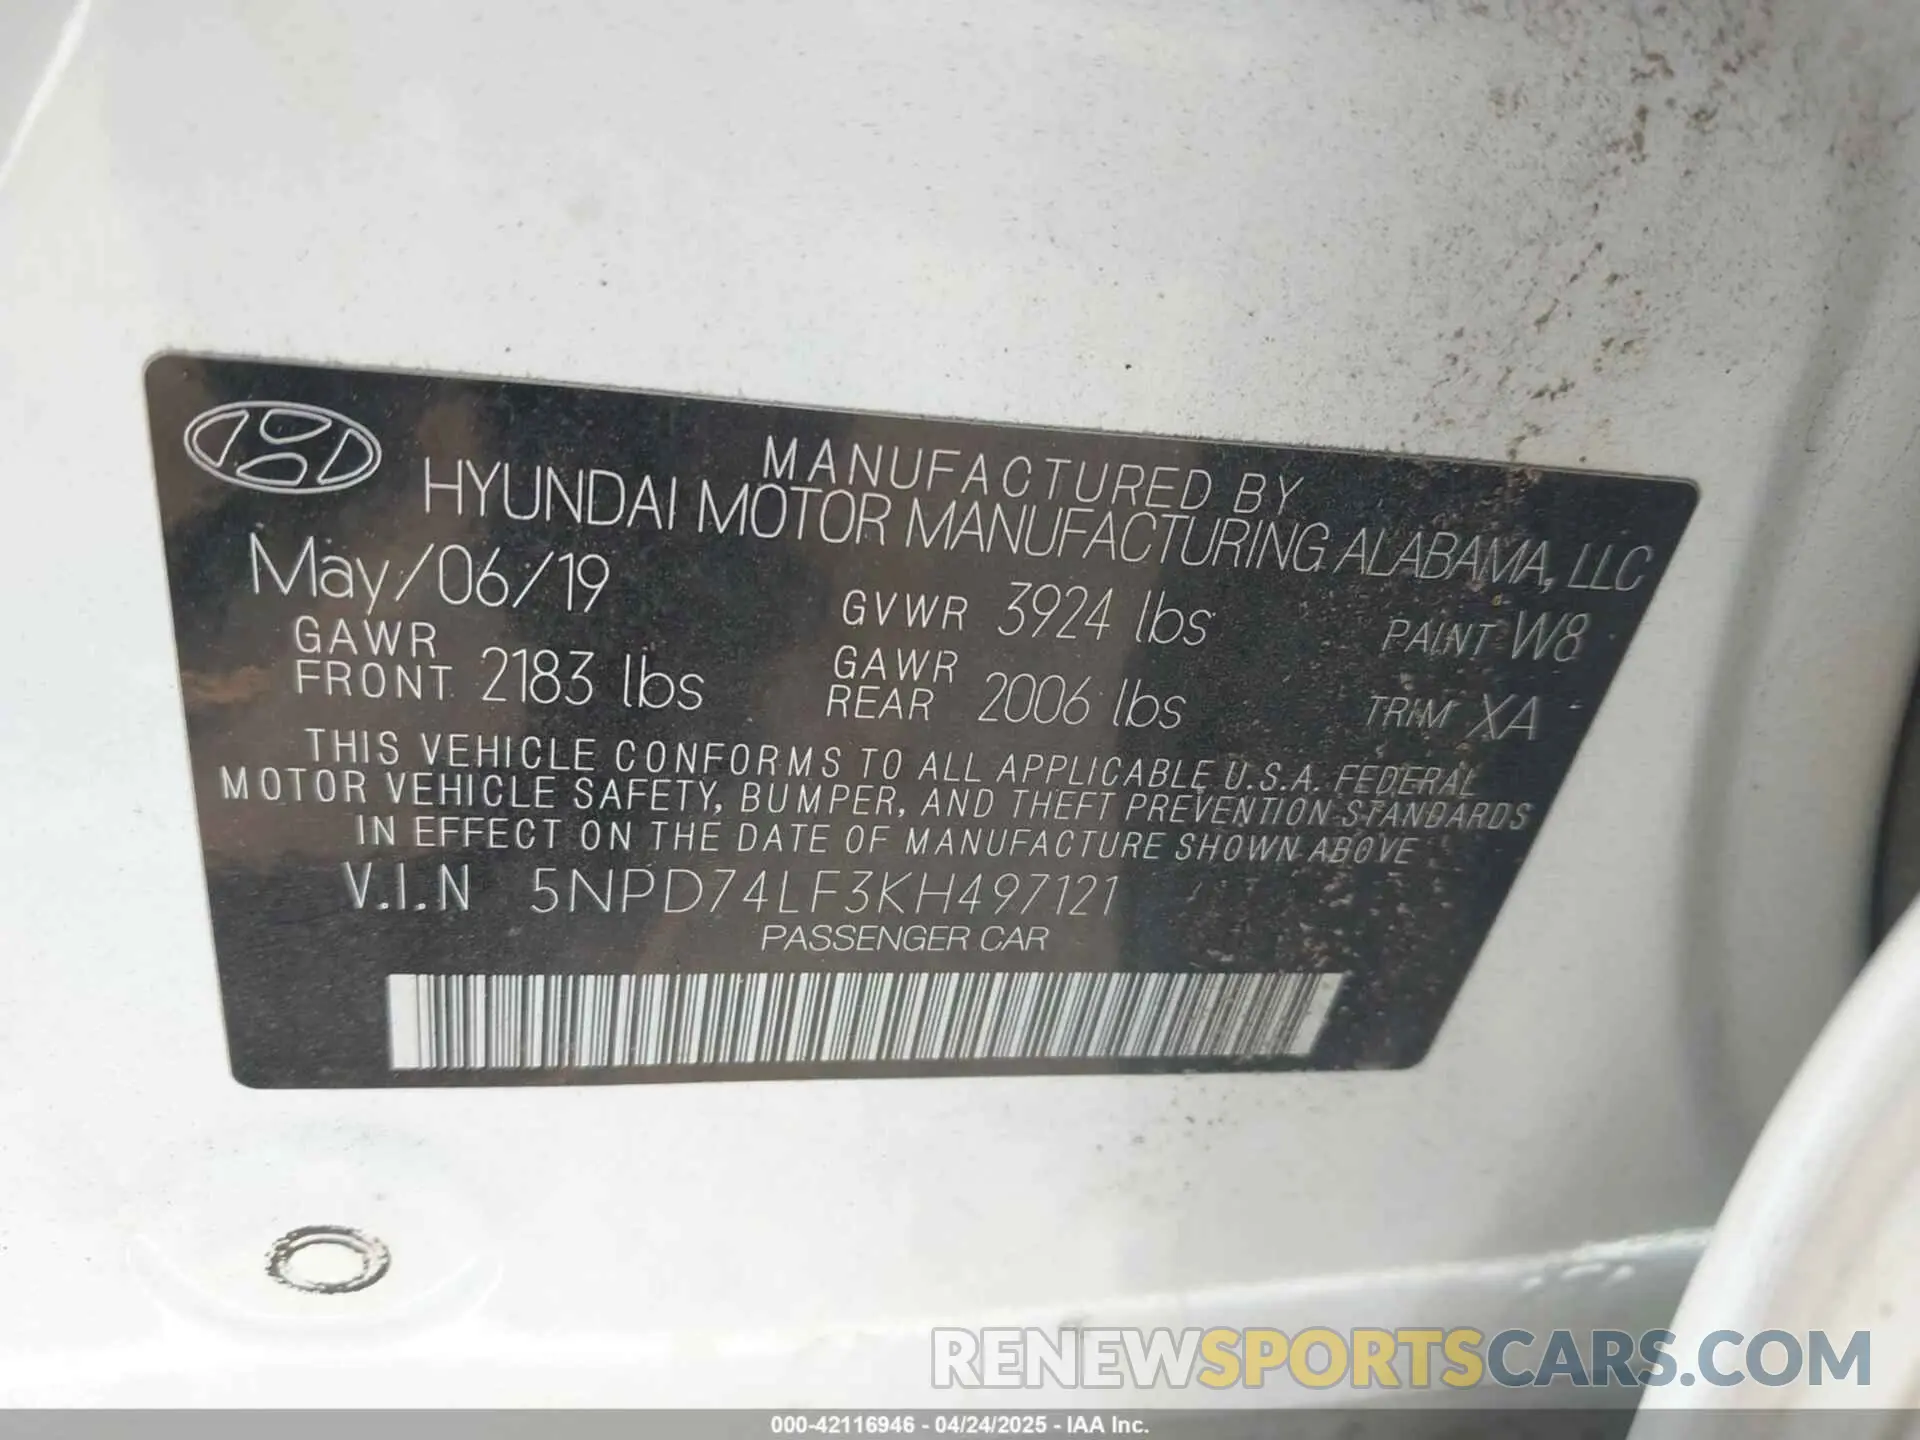 MANUFACTURED BY
HYUNDAI MOTOR MANUFACTURING ALABAMA, LLC
May/06/19 GVWR 3924 lbs PAINT W8
GAWR FRONT 2183 lbs GAWR REAR 2006 lbs TRIM XA
THIS VEHICLE CONFORMS TO ALL APPLICABLE U.S.A. FEDERAL
MOTOR VEHICLE SAFETY, BUMPER, AND THEFT PREVENTION STANDARDS
IN EFFECT ON THE DATE OF MANUFACTURE SHOWN ABOVE
V.I.N 5NPD74LF3KH497121
PASSENGER CAR
RENEWSPORTSCARS.COM
000-42116946 - 04/24/2025 - IAA Inc.